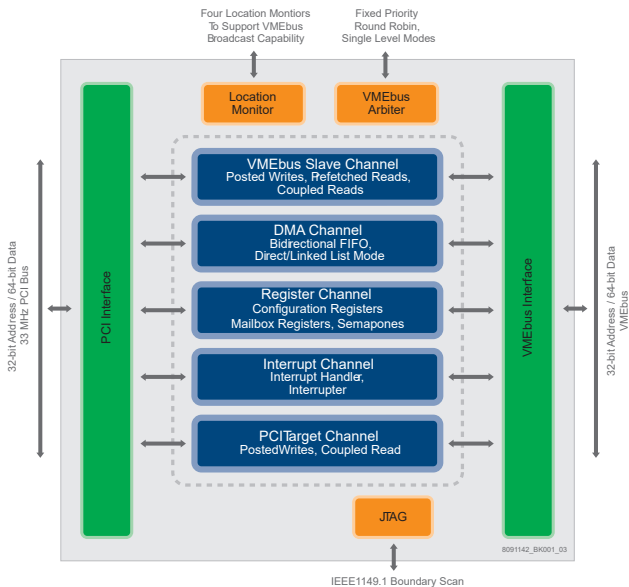 Four Location Montiors
To Support VMEbus
Broadcast Capability
Fixed Priority
Round Robin,
Single Level Modes
Location
Monitor
VMEbus
Arbiter
32-bit Address / 64-bit Data
33 MHz PCI Bus
PCI Interface
VMEbus Slave Channel
Posted Writes, Prefetched Reads,
Coupled Reads
DMA Channel
Bidirectional FIFO,
Direct/Linked List Mode
Register Channel
Configuration Registers
Mailbox Registers, Semapones
Interrupt Channel
Interrupt Handler,
Interrupter
PCITarget Channel
PostedWrites, Coupled Read
VMEbus Interface
32-bit Address / 64-bit Data
VMEbus
JTAG
8091142_BK001_03
IEEE1149.1 Boundary Scan